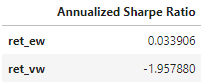 Annualized Sharpe Ratio
ret_ew 0.033906
ret_vw -1.957880